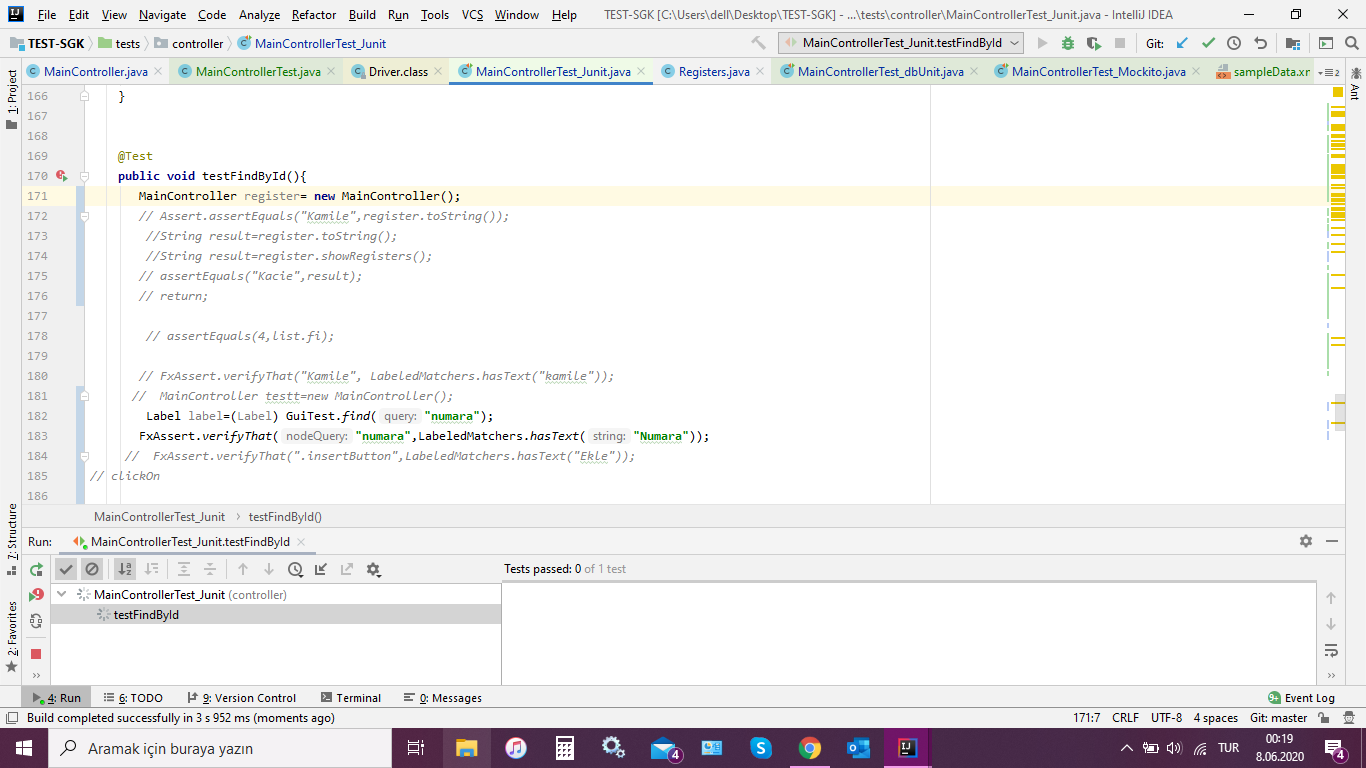 File Edit View Navigate Code Analyze Refactor Build Run Tools VCS Window Help TEST-SGK [C:\Users\dell\Desktop\TEST-SGK] - ...\tests\controller\MainControllerTest_Junit.java - IntelliJ IDEA
TEST-SGK tests controller MainControllerTest_Junit MainControllerTest_Junit.testFindById Git:
MainController.java MainControllerTest.java Driver.class MainControllerTest_Junit.java Registers.java MainControllerTest_dbUnit.java MainControllerTest_Mockito.java sampleData.xr 2
1: Project
Ant
166 }
167
168
169 @Test
170 public void testFindById(){
171 MainController register= new MainController();
172 // Assert.assertEquals("Kamile",register.toString());
173 //String result=register.toString();
174 //String result=register.showRegisters();
175 // assertEquals("Kacie",result);
176 // return;
177
178 // assertEquals(4,list.fi);
179
180 // FxAssert.verifyThat("Kamile", LabeledMatchers.hasText("kamile"));
181 // MainController testt=new MainController();
182 Label label=(Label) GuiTest.find( query: "numara");
183 FxAssert.verifyThat( nodeQuery: "numara",LabeledMatchers.hasText( string: "Numara"));
184 // FxAssert.verifyThat(".insertButton",LabeledMatchers.hasText("Ekle"));
185 // clickOn
186
MainControllerTest_Junit testFindById()
7: Structure
2: Favorites
Run: MainControllerTest_Junit.testFindById
Tests passed: 0 of 1 test
MainControllerTest_Junit (controller)
testFindById
4: Run 6: TODO 9: Version Control Terminal 0: Messages 9+ Event Log
Build completed successfully in 3 s 952 ms (moments ago) 171:7 CRLF UTF-8 4 spaces Git: master
Aramak için buraya yazın 4 TUR 00:19
8.06.2020 4